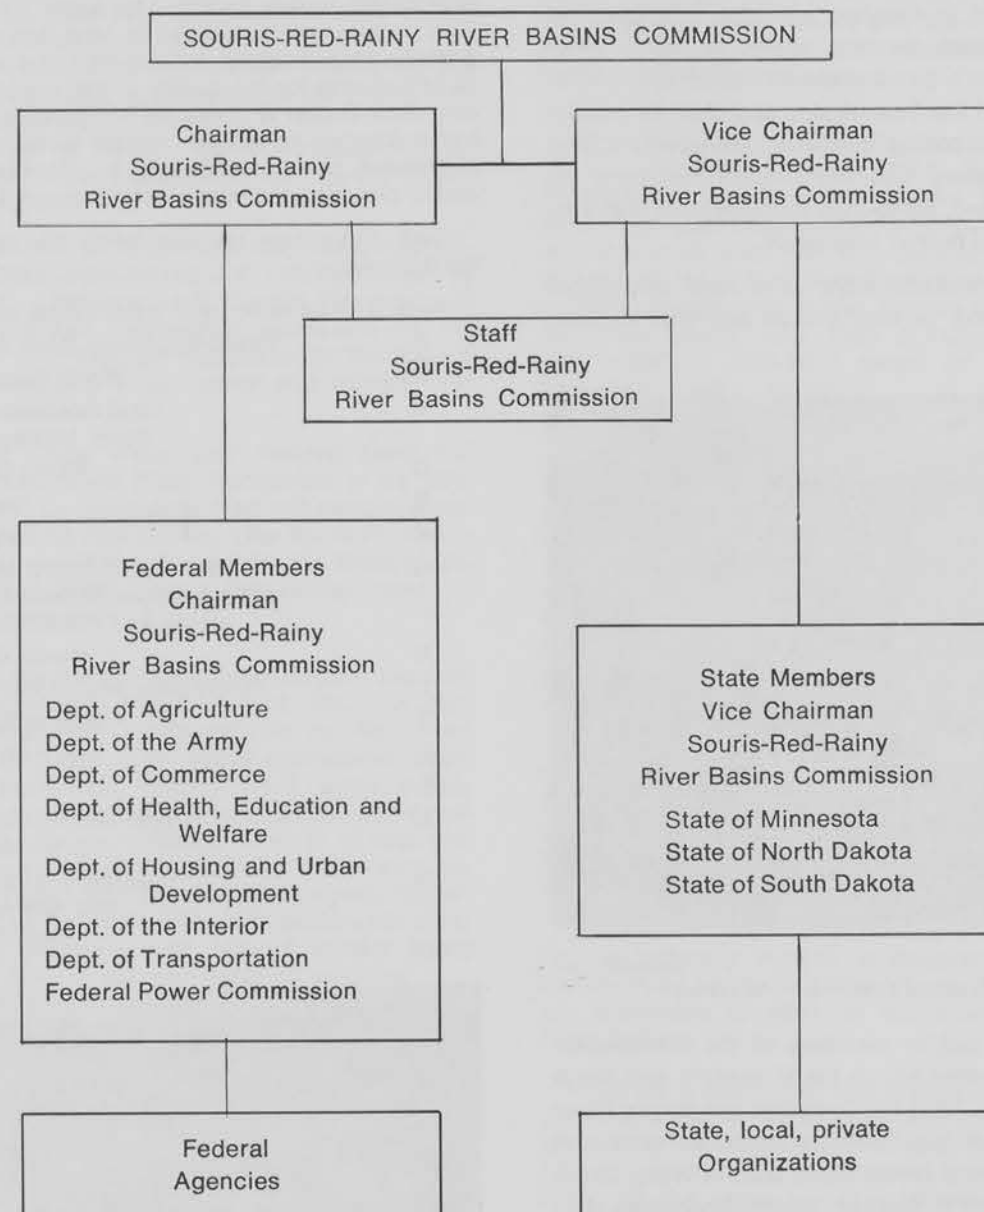 SOURIS-RED-RAINY RIVER BASINS COMMISSION
Chairman
Souris-Red-Rainy
River Basins Commission
Vice Chairman
Souris-Red-Rainy
River Basins Commission
Staff
Souris-Red-Rainy
River Basins Commission
Federal Members
Chairman
Souris-Red-Rainy
River Basins Commission
Dept. of Agriculture
Dept. of the Army
Dept. of Commerce
Dept. of Health, Education and
Welfare
Dept. of Housing and Urban
Development
Dept. of the Interior
Dept. of Transportation
Federal Power Commission
State Members
Vice Chairman
Souris-Red-Rainy
River Basins Commission
State of Minnesota
State of North Dakota
State of South Dakota
Federal
Agencies
State, local, private
Organizations